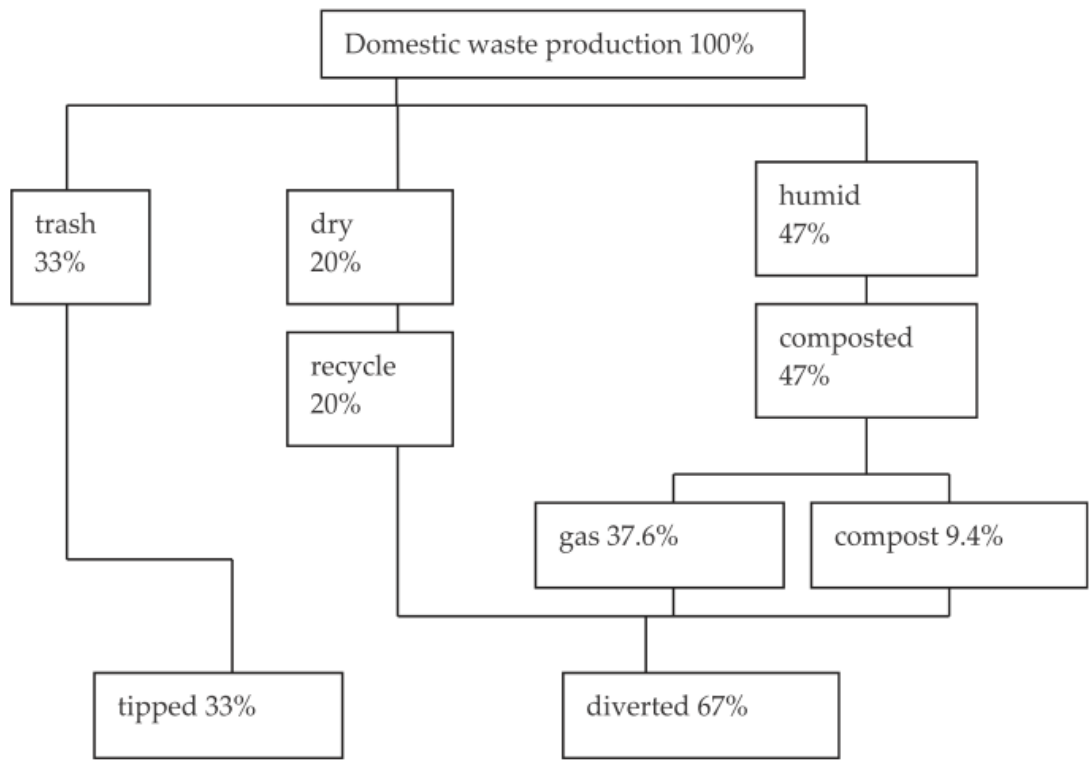 Domestic waste production 100%
trash
33%
dry
20%
humid
47%
recycle
20%
composted
47%
gas 37.6%
compost 9.4%
tipped 33%
diverted 67%